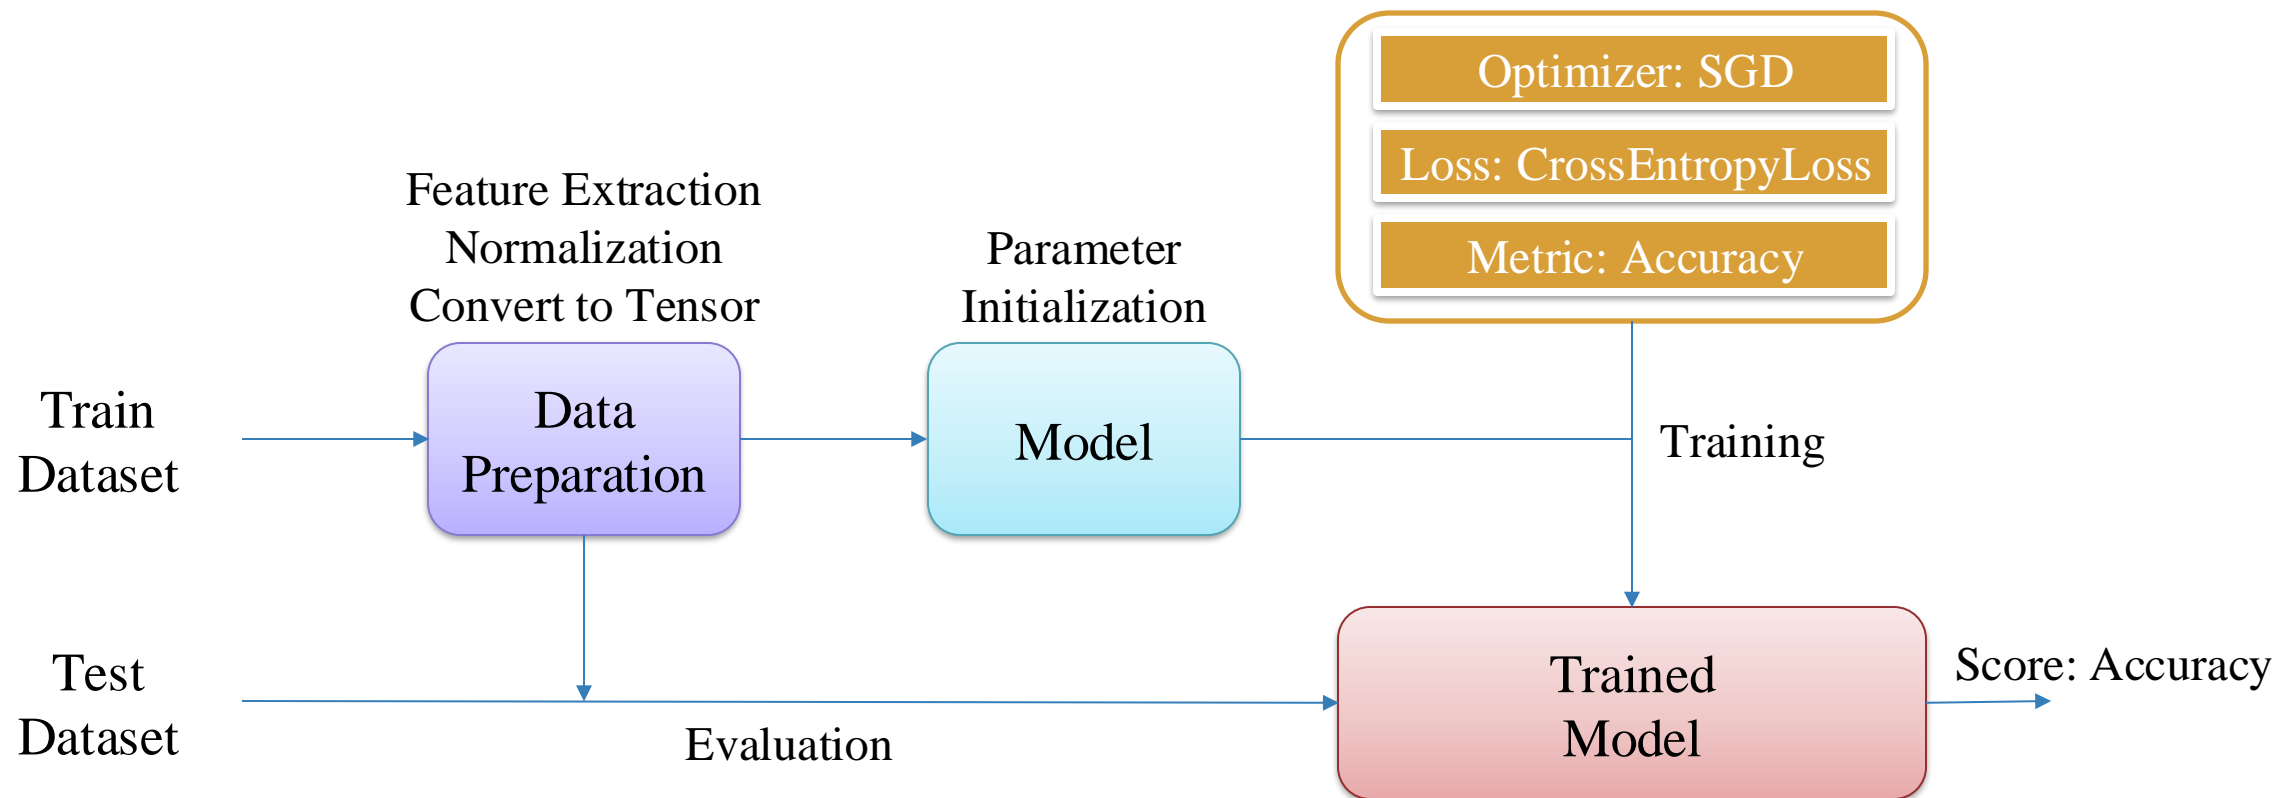 Optimizer: SGD
Loss: CrossEntropyLoss
Metric: Accuracy
Feature Extraction
Normalization
Convert to Tensor
Parameter
Initialization
Train
Dataset
Data
Preparation
Model
Training
Test
Dataset
Evaluation
Trained
Model
Score: Accuracy